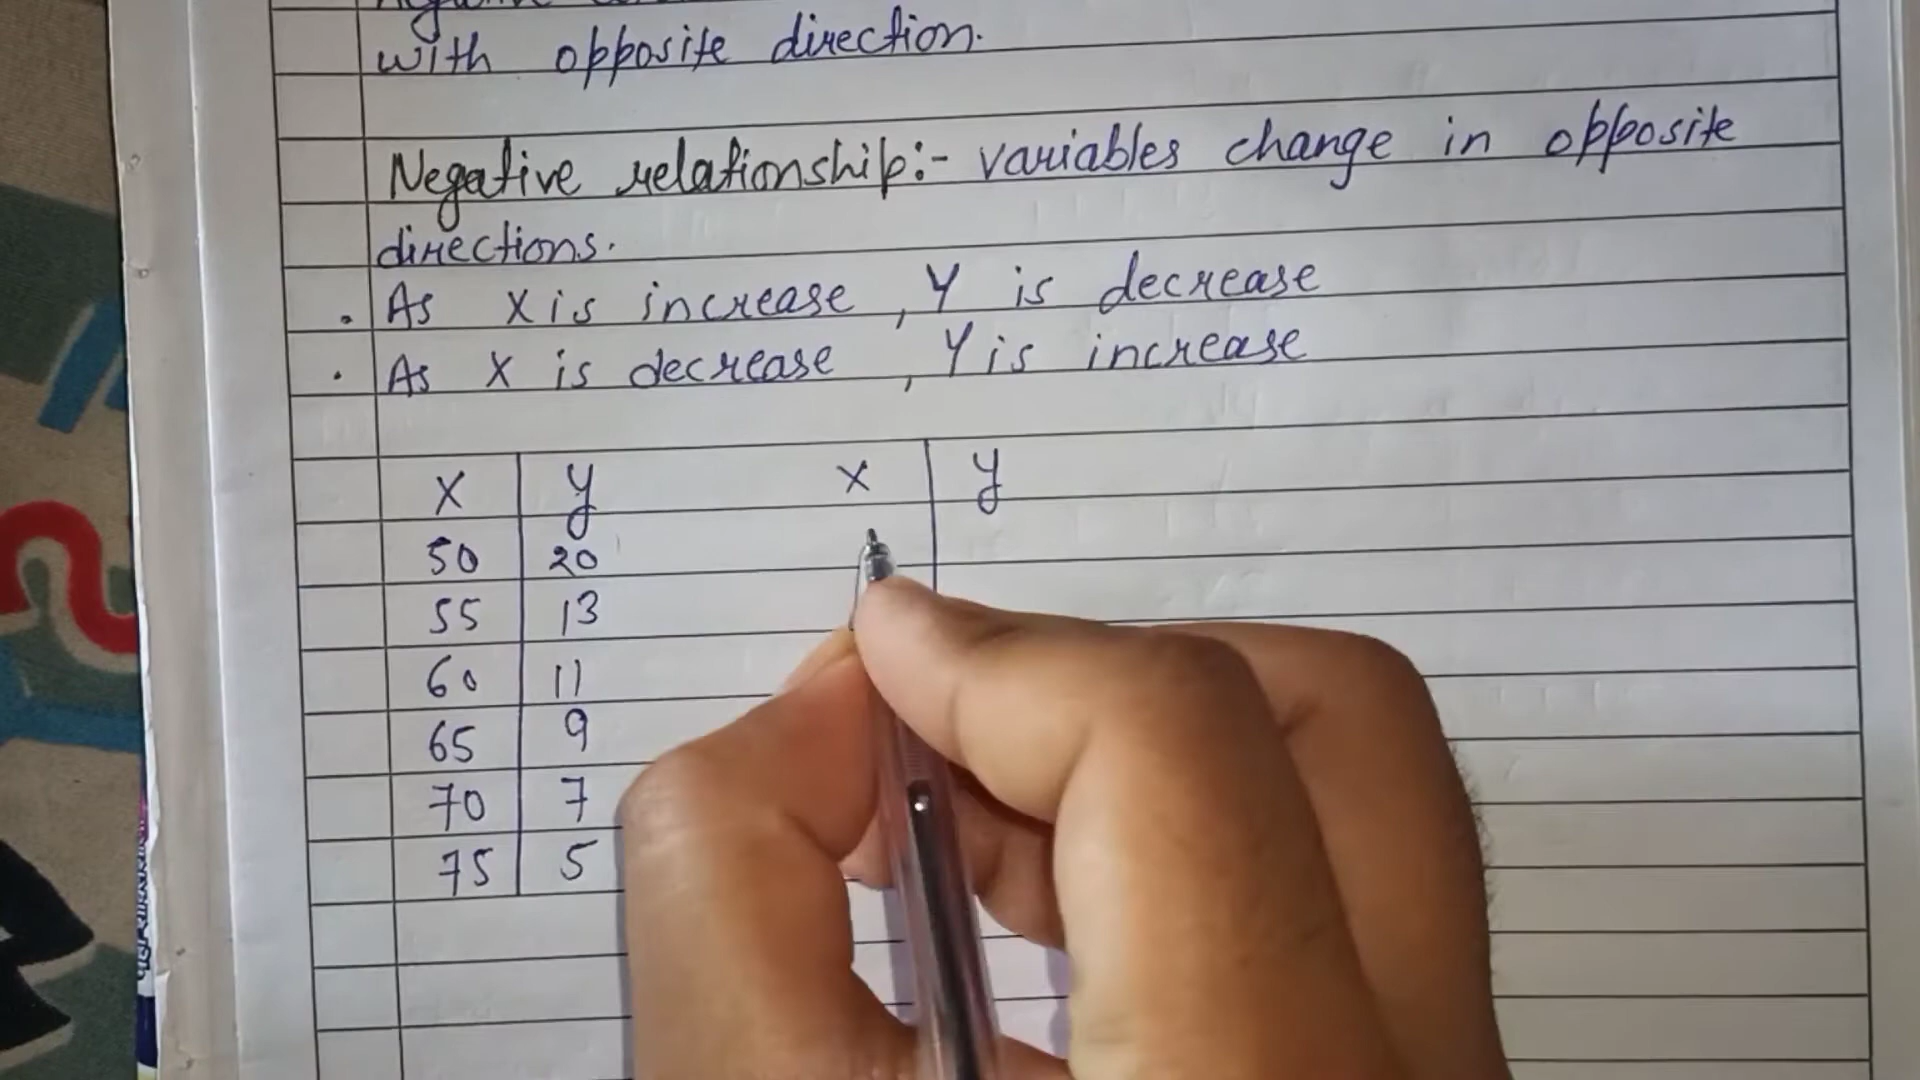 with opposite direction.
Negative relationship:- variables change in opposite
directions.
. As X is increase , Y is decrease
. As X is decrease , Y is increase
X y X y
50 20
55 13
60 11
65 9
70 7
75 5